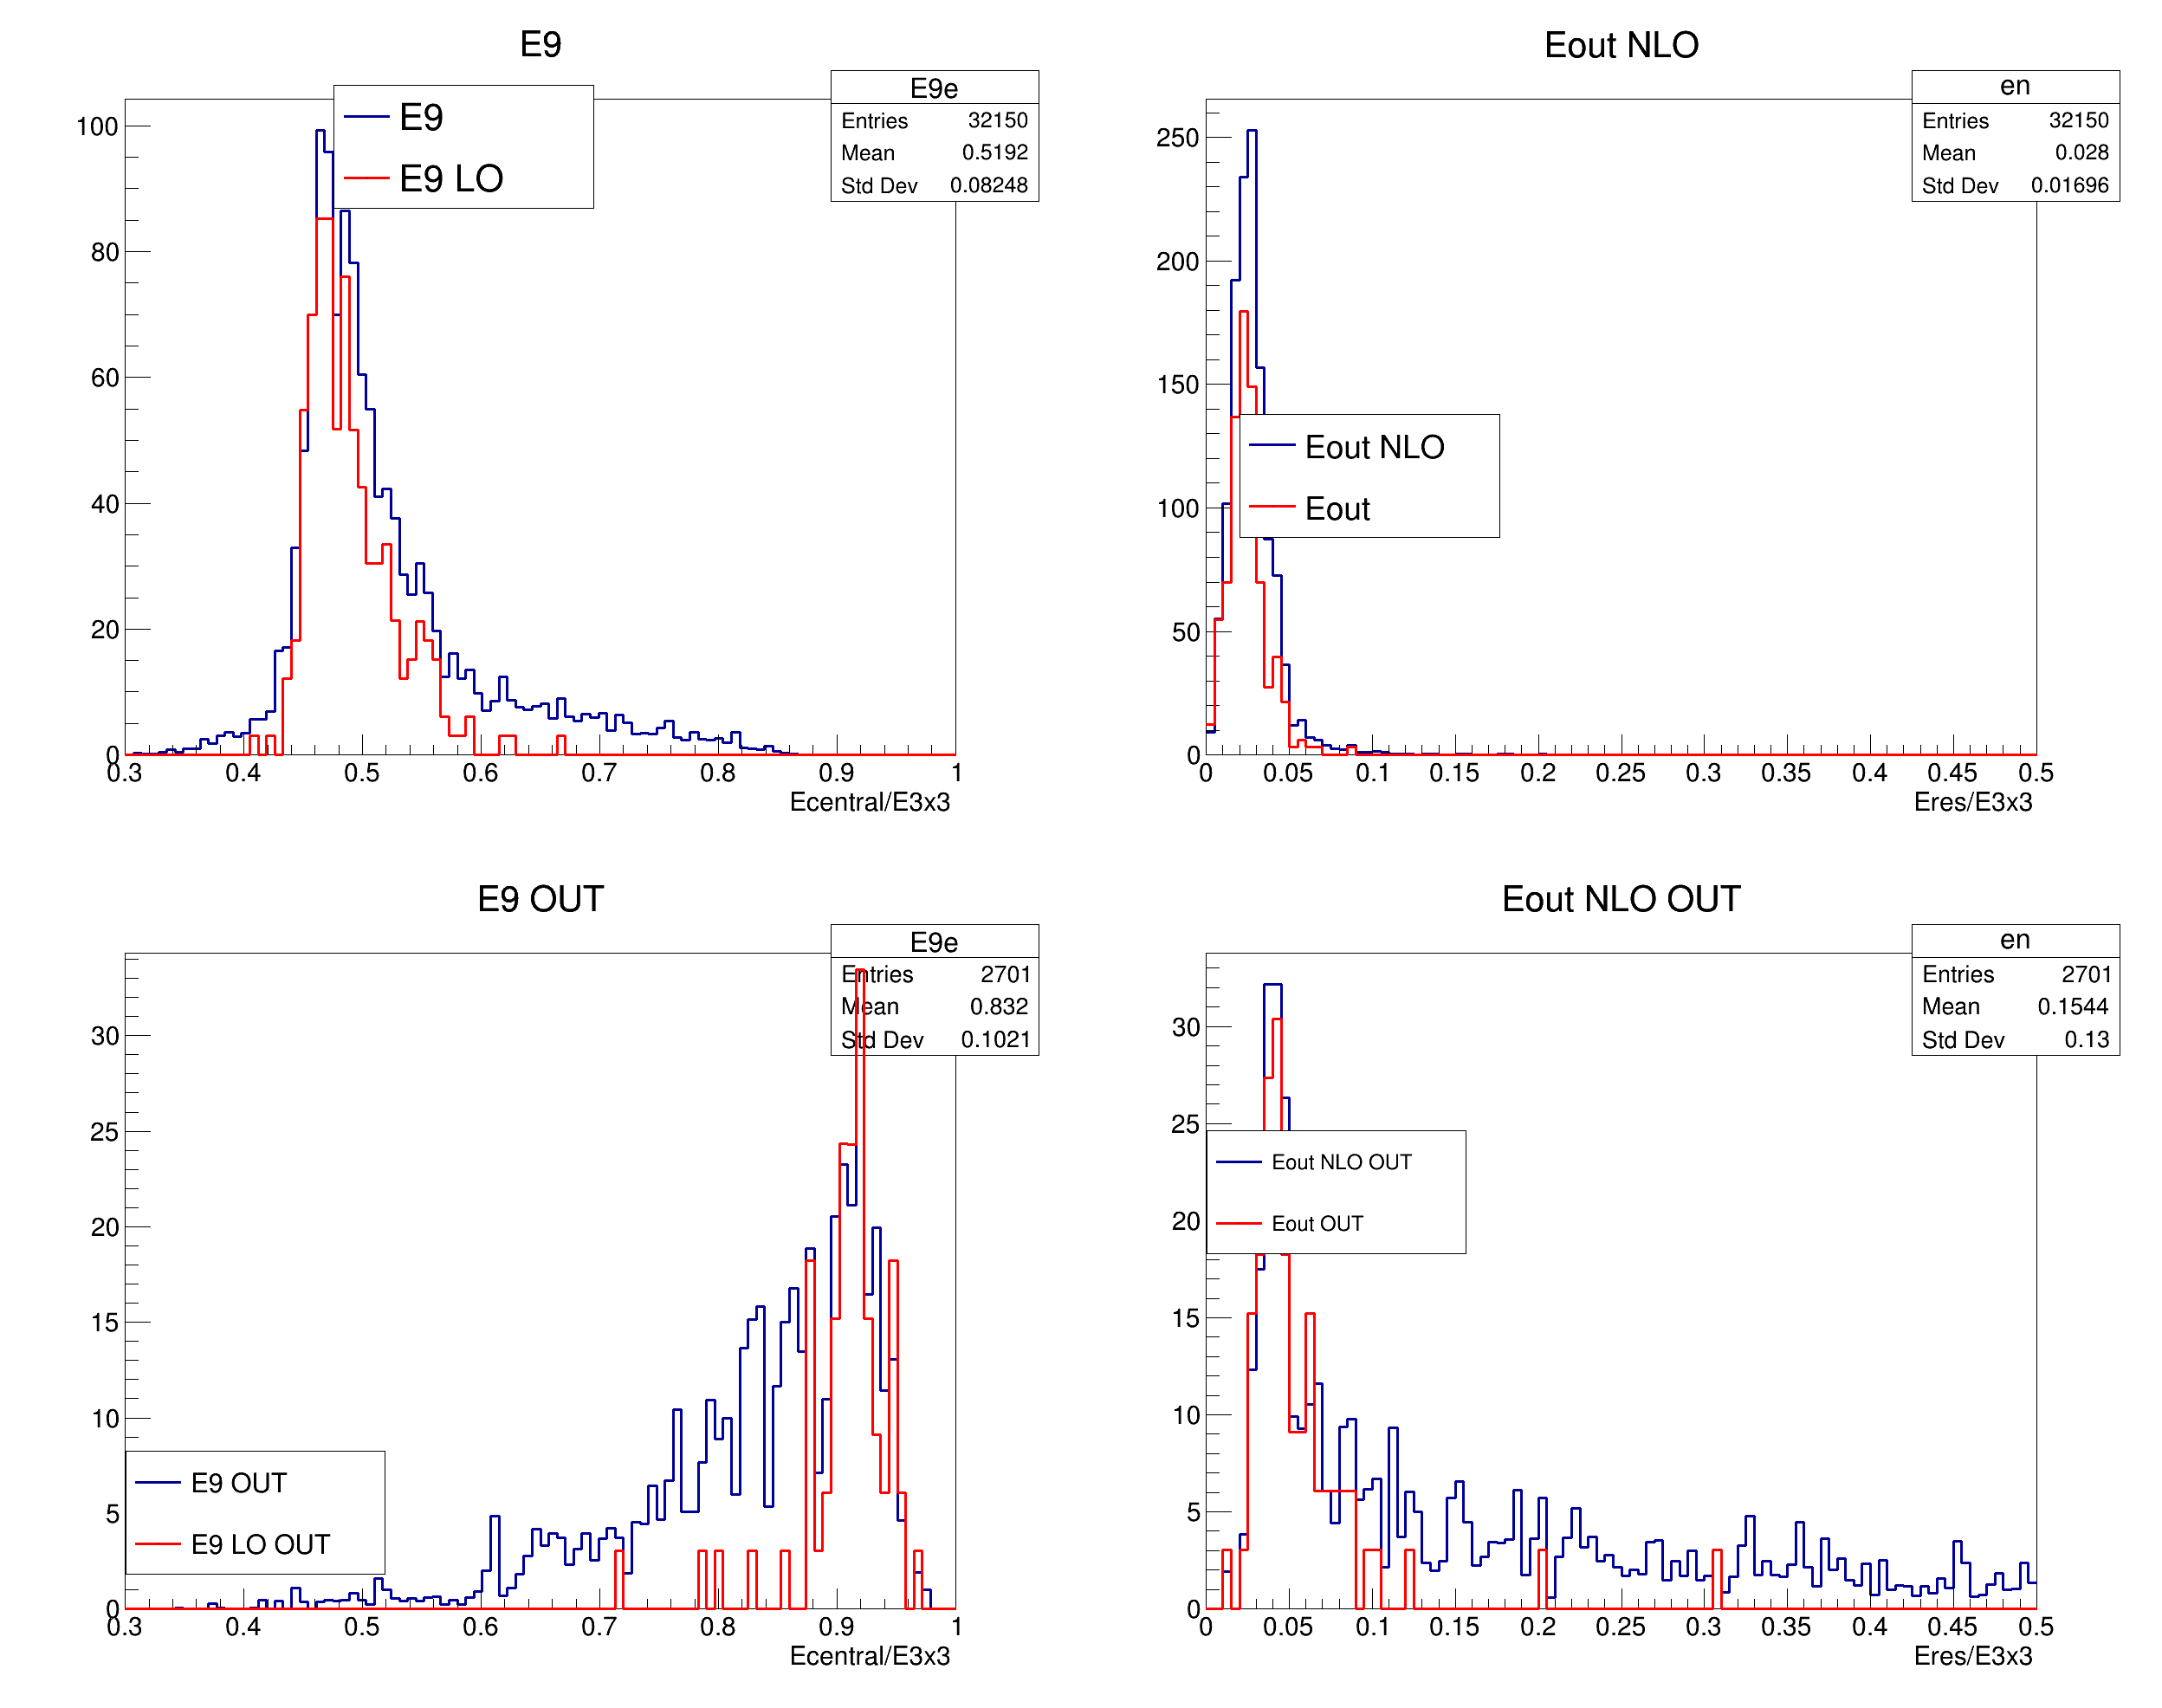 E9
E9
E9 LO
E9e
Entries 32150
Mean 0.5192
Std Dev 0.08248
100
80
60
40
20
0
0.3 0.4 0.5 0.6 0.7 0.8 0.9 1
Ecentral/E3x3
Eout NLO
en
Entries 32150
Mean 0.028
Std Dev 0.01696
250
200
150
100
50
0
Eout NLO
Eout
0 0.05 0.1 0.15 0.2 0.25 0.3 0.35 0.4 0.45 0.5
Eres/E3x3
E9 OUT
E9e
Entries 2701
Mean 0.832
Std Dev 0.1021
30
25
20
15
10
5
0
E9 OUT
E9 LO OUT
0.3 0.4 0.5 0.6 0.7 0.8 0.9 1
Ecentral/E3x3
Eout NLO OUT
en
Entries 2701
Mean 0.1544
Std Dev 0.13
30
25
20
15
10
5
0
Eout NLO OUT
Eout OUT
0 0.05 0.1 0.15 0.2 0.25 0.3 0.35 0.4 0.45 0.5
Eres/E3x3